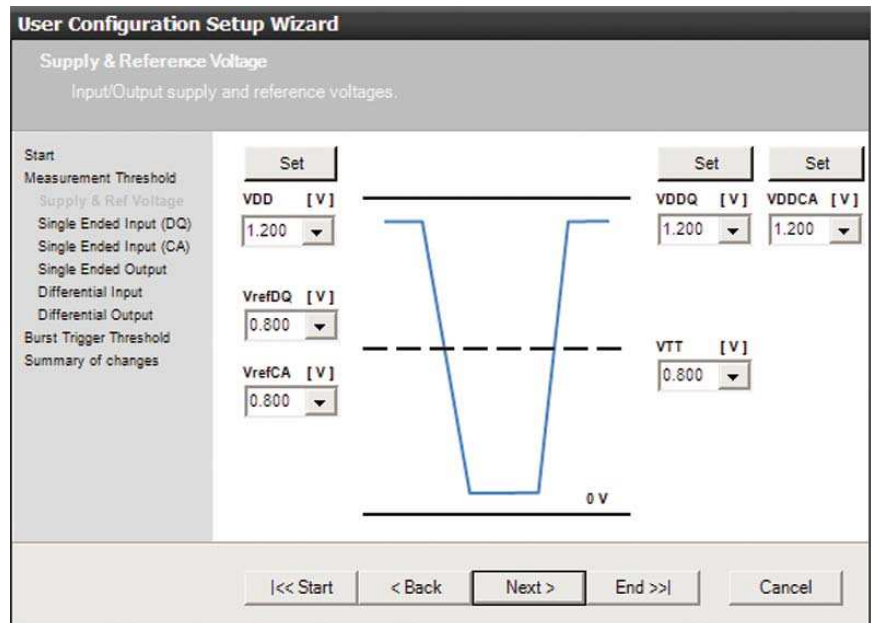 User Configuration Setup Wizard
Supply & Reference Voltage
Input/Output supply and reference voltages.
Start
Measurement Threshold
Supply & Ref Voltage
Single Ended Input (DQ)
Single Ended Input (CA)
Single Ended Output
Differential Input
Differential Output
Burst Trigger Threshold
Summary of changes
Set
VDD [V]
1.200
VrefDQ [V]
0.800
VrefCA [V]
0.800
0 V
Set Set
VDDQ [V] VDDCA [V]
1.200 1.200
VTT [V]
0.800
|<< Start < Back Next > End >>| Cancel